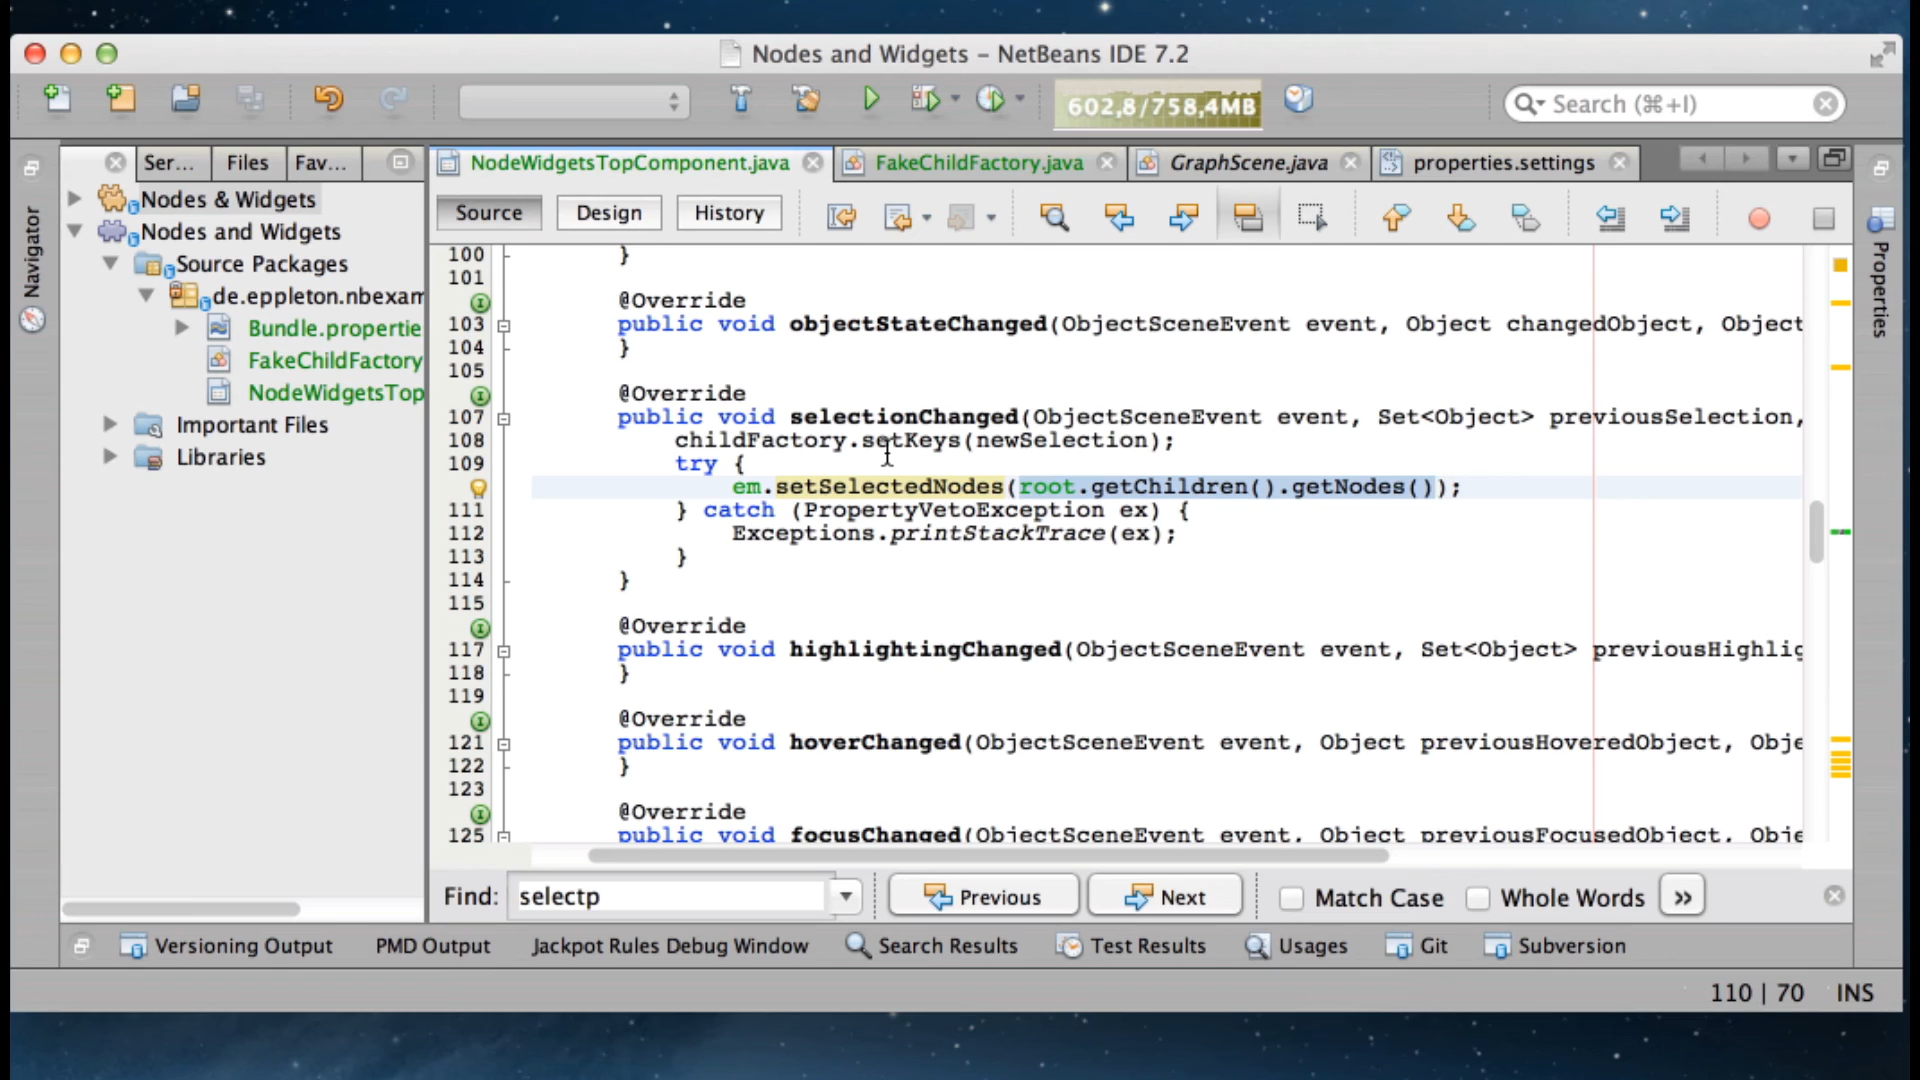 Nodes and Widgets – NetBeans IDE 7.2
602,8/758,4MB
Search (⌘+I)
Ser... Files Fav...
NodeWidgetsTopComponent.java FakeChildFactory.java GraphScene.java properties.settings
Navigator
Nodes & Widgets
Nodes and Widgets
Source Packages
de.eppleton.nbexam
Bundle.propertie
FakeChildFactory
NodeWidgetsTop
Important Files
Libraries
Source Design History
Properties
100 }
101
@Override
103 public void objectStateChanged(ObjectSceneEvent event, Object changedObject, Object
104 }
105
@Override
107 public void selectionChanged(ObjectSceneEvent event, Set<Object> previousSelection,
108 childFactory.setKeys(newSelection);
109 try {
em.setSelectedNodes(root.getChildren().getNodes());
111 } catch (PropertyVetoException ex) {
112 Exceptions.printStackTrace(ex);
113 }
114 }
115
@Override
117 public void highlightingChanged(ObjectSceneEvent event, Set<Object> previousHighlig
118 }
119
@Override
121 public void hoverChanged(ObjectSceneEvent event, Object previousHoveredObject, Obje
122 }
123
@Override
125 public void focusChanged(ObjectSceneEvent event, Object previousFocusedObject, Obje
Find: selectp Previous Next Match Case Whole Words »
Versioning Output PMD Output Jackpot Rules Debug Window Search Results Test Results Usages Git Subversion
110 | 70 INS